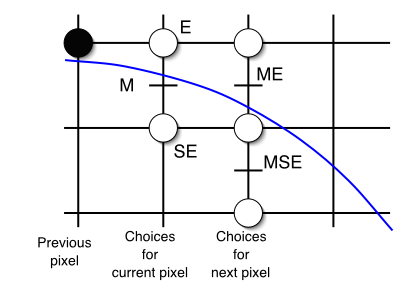 E
M
ME
SE
MSE
Previous
pixel
Choices
for
current pixel
Choices
for
next pixel